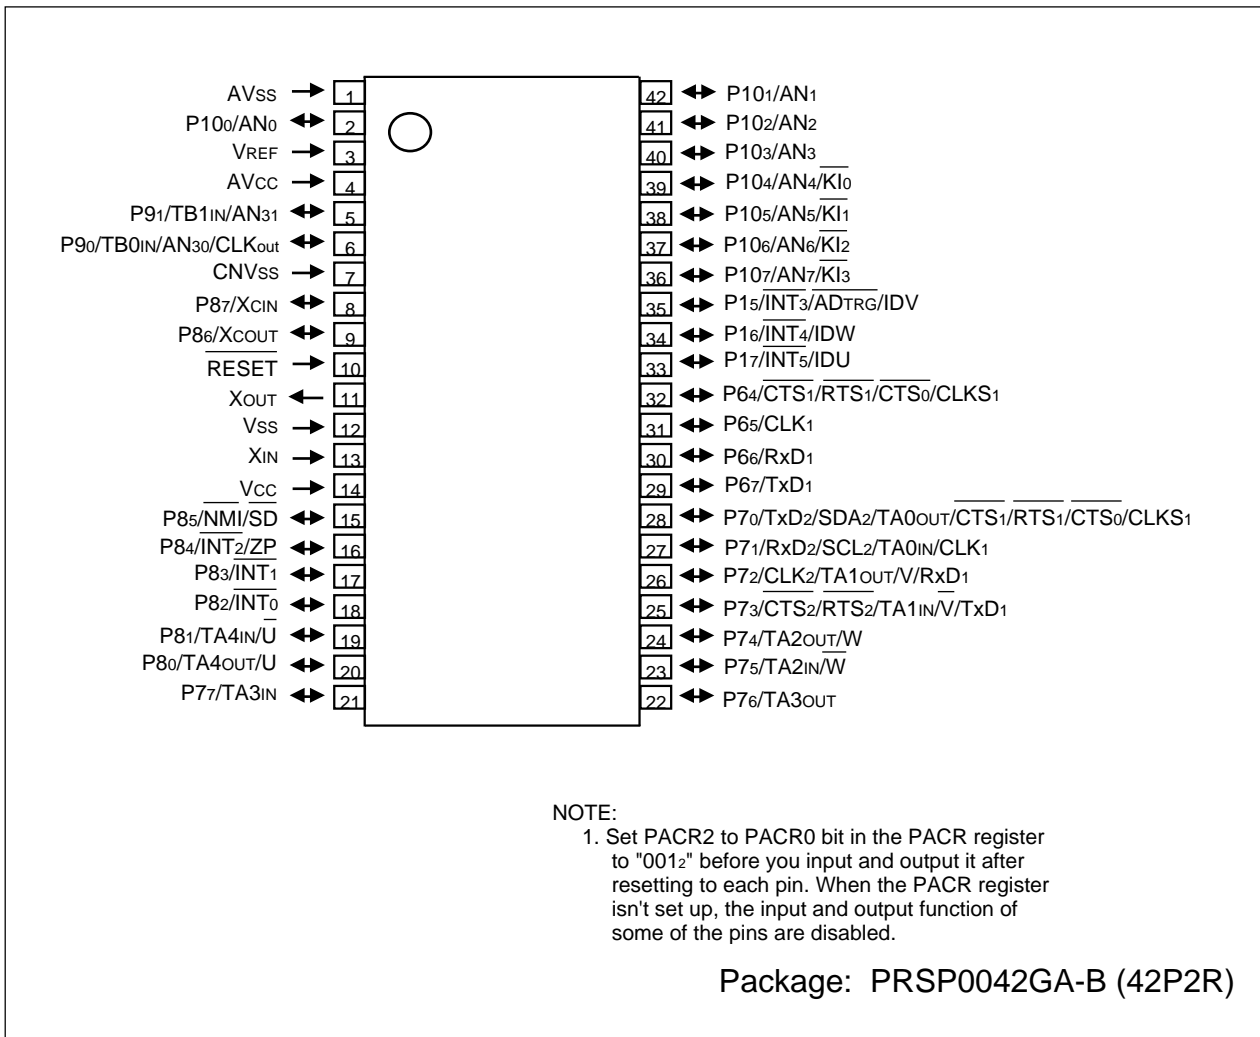 AVSS 1
P100/AN0 2
VREF 3
AVCC 4
P91/TB1IN/AN31 5
P90/TB0IN/AN30/CLKout 6
CNVSS 7
P87/XCIN 8
P86/XCOUT 9
RESET 10
XOUT 11
VSS 12
XIN 13
VCC 14
P85/NMI/SD 15
P84/INT2/ZP 16
P83/INT1 17
P82/INT0 18
P81/TA4IN/U 19
P80/TA4OUT/U 20
P77/TA3IN 21
42 P101/AN1
41 P102/AN2
40 P103/AN3
39 P104/AN4/KI0
38 P105/AN5/KI1
37 P106/AN6/KI2
36 P107/AN7/KI3
35 P15/INT3/ADTRG/IDV
34 P16/INT4/IDW
33 P17/INT5/IDU
32 P64/CTS1/RTS1/CTS0/CLKS1
31 P65/CLK1
30 P66/RxD1
29 P67/TxD1
28 P70/TxD2/SDA2/TA0OUT/CTS1/RTS1/CTS0/CLKS1
27 P71/RxD2/SCL2/TA0IN/CLK1
26 P72/CLK2/TA1OUT/V/RxD1
25 P73/CTS2/RTS2/TA1IN/V/TxD1
24 P74/TA2OUT/W
23 P75/TA2IN/W
22 P76/TA3OUT
NOTE:
1. Set PACR2 to PACR0 bit in the PACR register
to "0012" before you input and output it after
resetting to each pin. When the PACR register
isn't set up, the input and output function of
some of the pins are disabled.
Package: PRSP0042GA-B (42P2R)